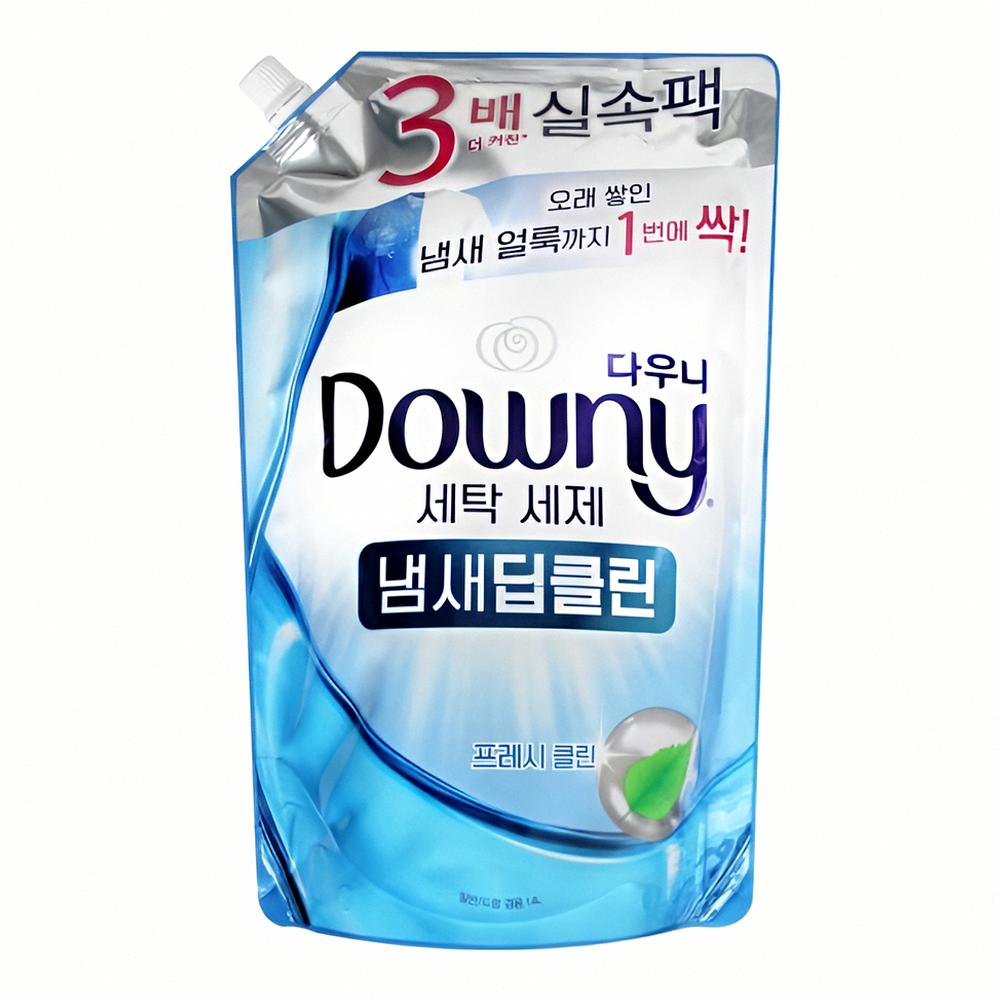 3배 실속팩
더 커진*
오래 쌓인
냄새 얼룩까지 1번에 싹!
다우니
Downy
세탁 세제
냄새딥클린
프레시 클린